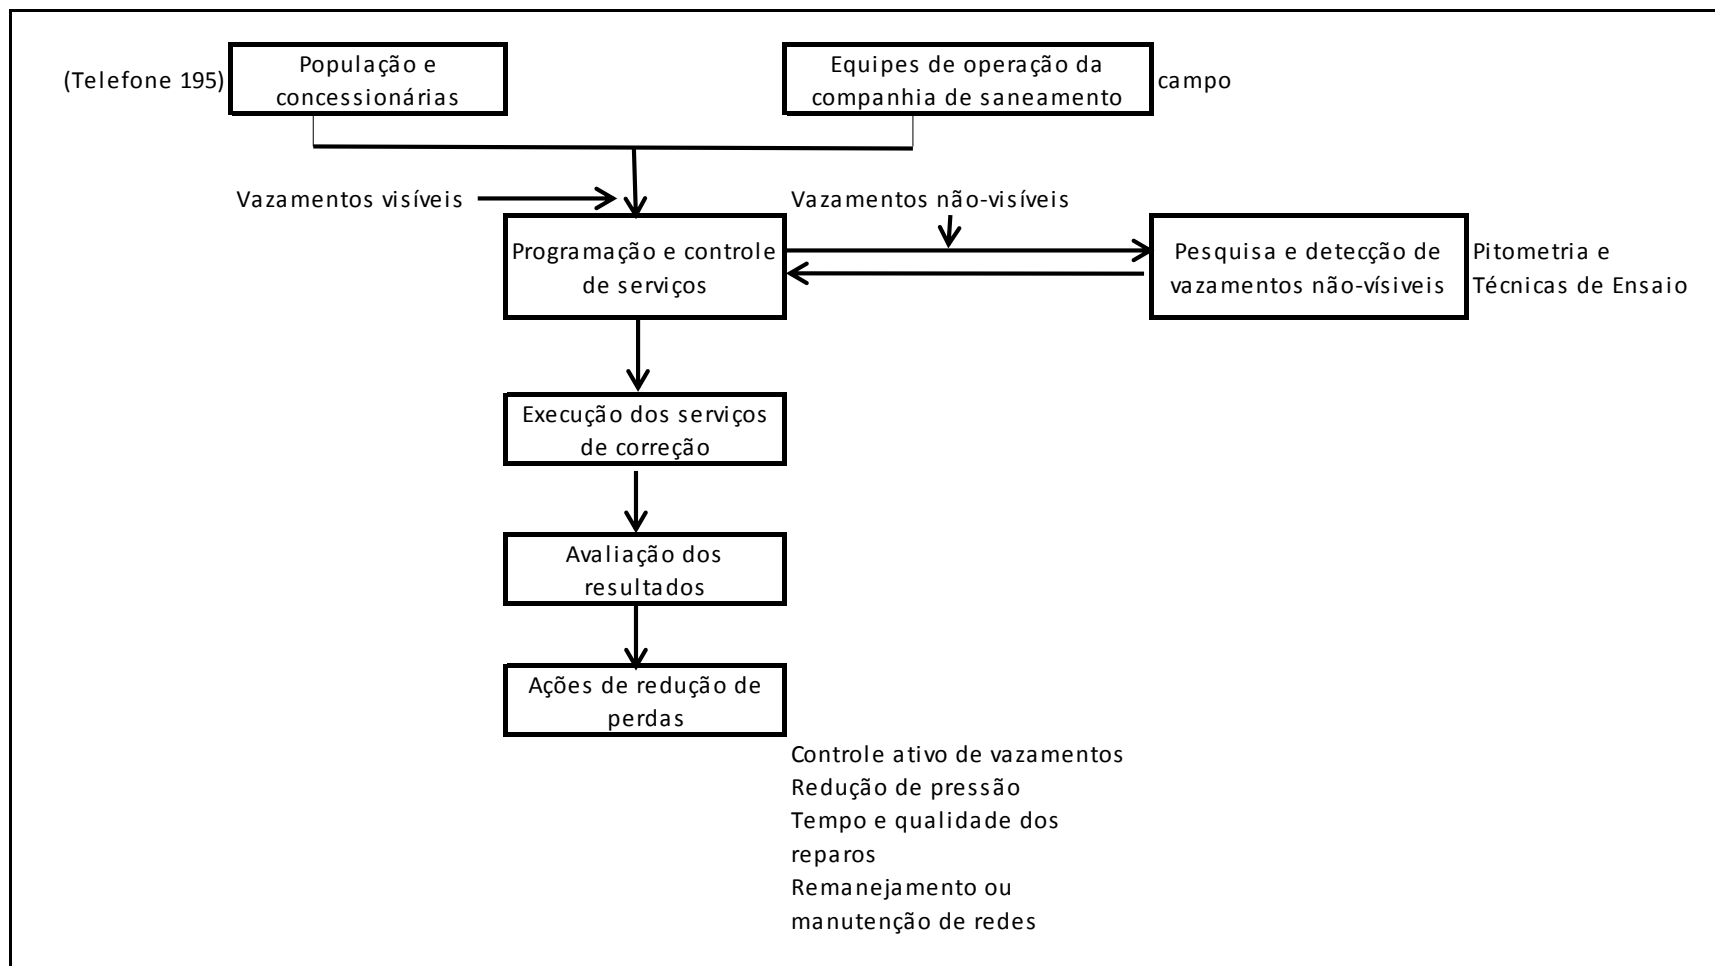 (Telefone 195)
População e
concessionárias
Equipes de operação da
companhia de saneamento
campo
Vazamentos visíveis
Vazamentos não-visíveis
Programação e controle
de serviços
Pesquisa e detecção de
vazamentos não-vísiveis
Pitometria e
Técnicas de Ensaio
Execução dos serviços
de correção
Avaliação dos
resultados
Ações de redução de
perdas
Controle ativo de vazamentos
Redução de pressão
Tempo e qualidade dos
reparos
Remanejamento ou
manutenção de redes